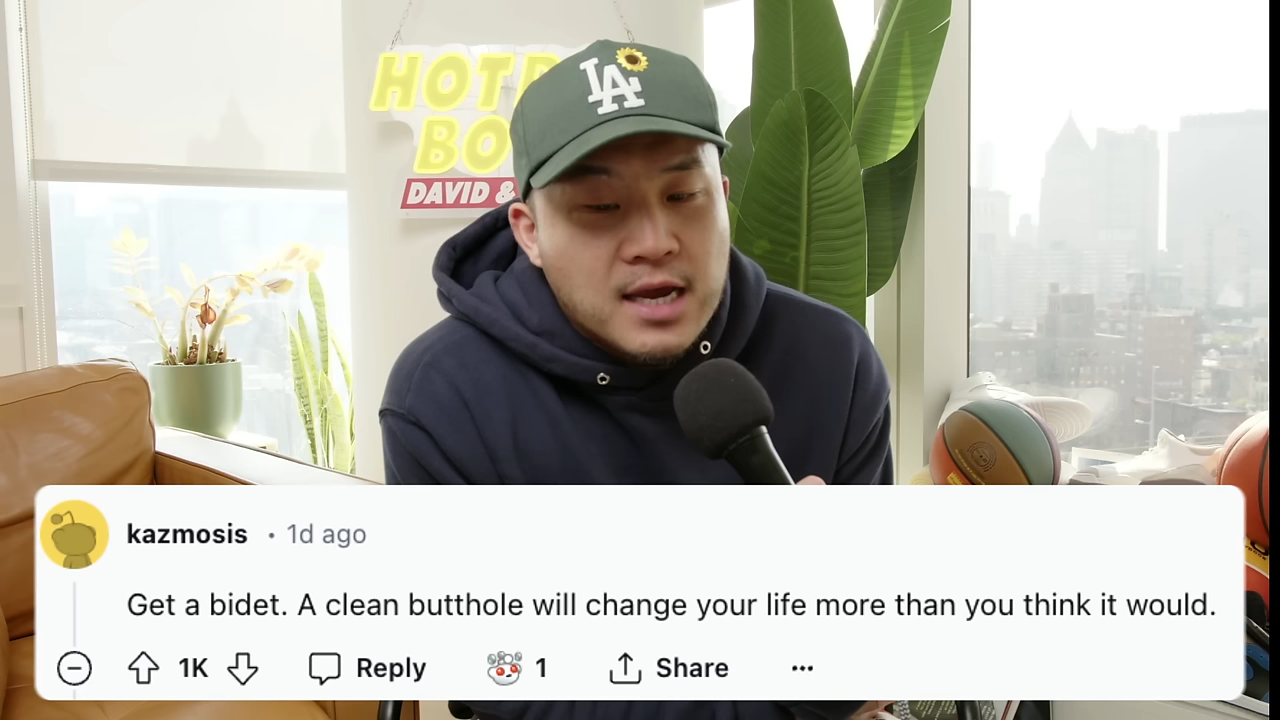 HOTP
BO
DAVID &
LA
kazmosis • 1d ago
Get a bidet. A clean butthole will change your life more than you think it would.
1K Reply 1 Share ...